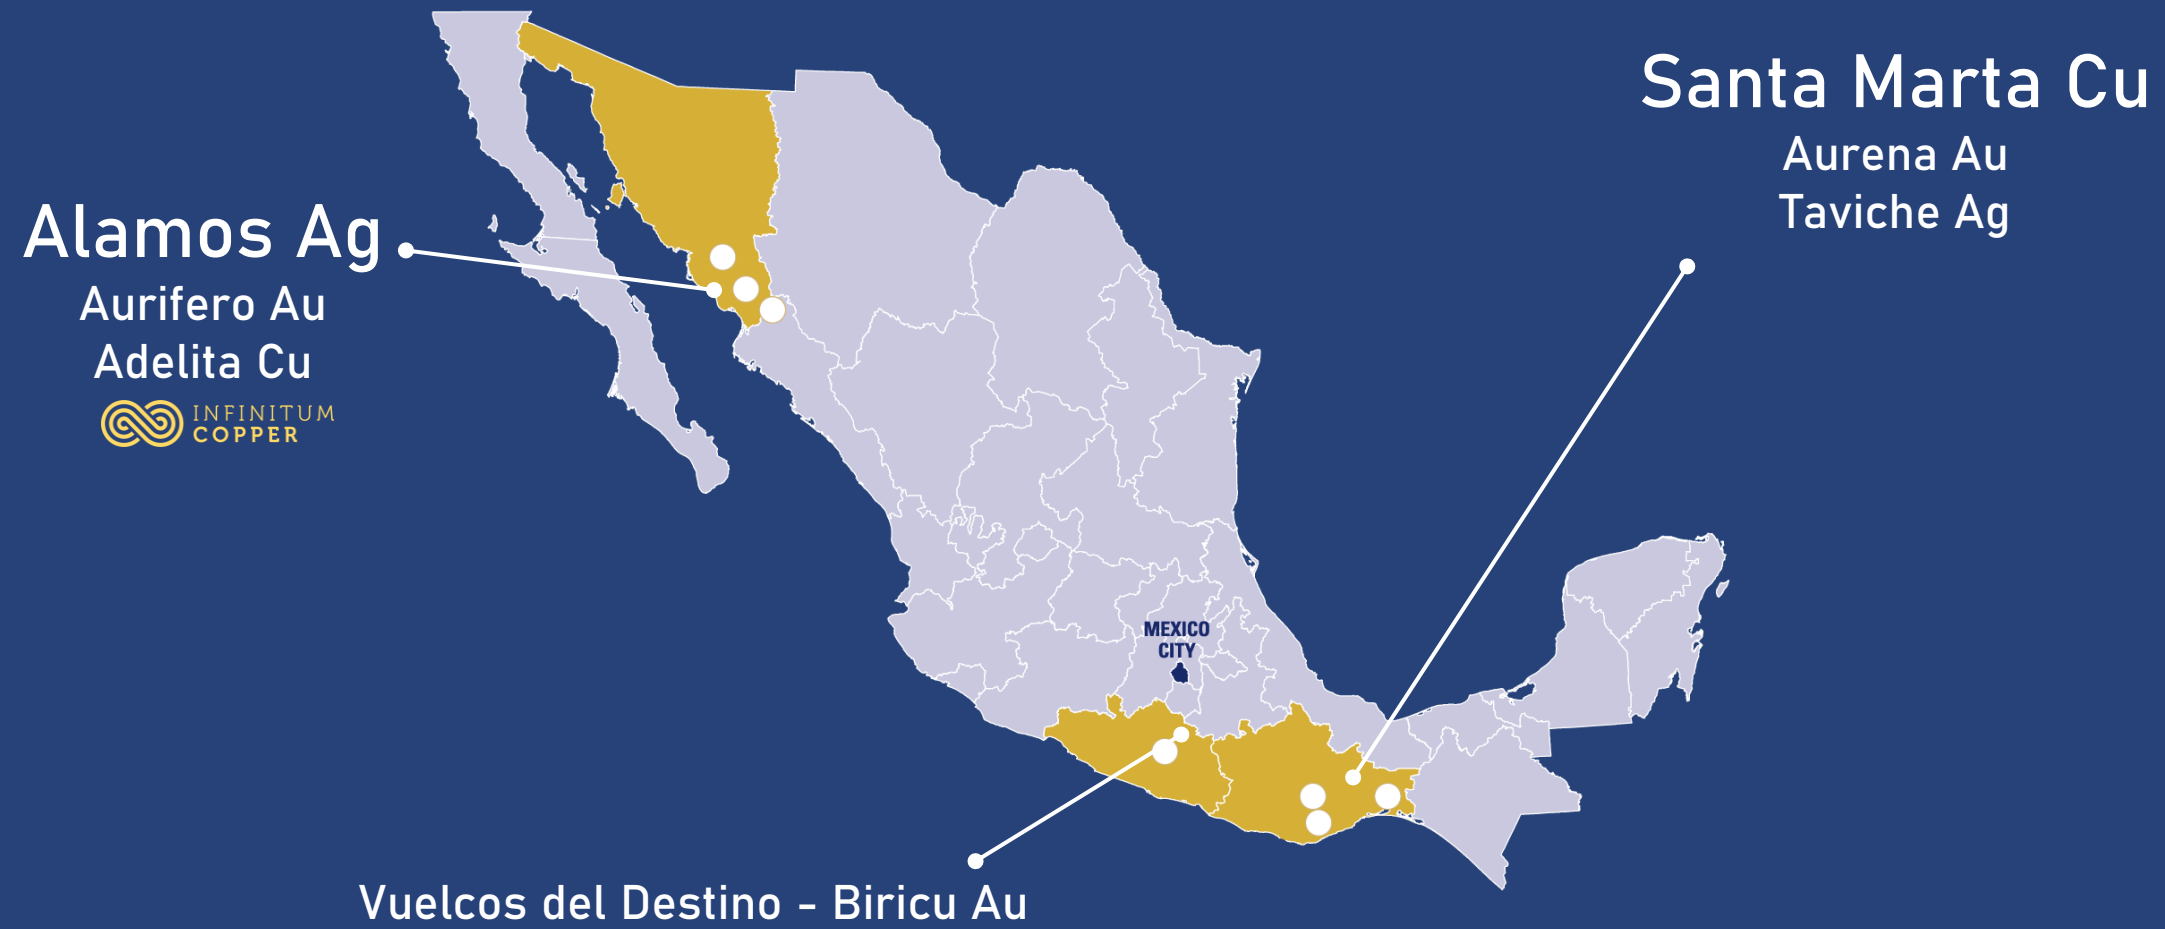 Santa Marta Cu
Aurena Au
Taviche Ag
Alamos Ag
Aurifero Au
Adelita Cu
INFINITUM
COPPER
MEXICO
CITY
Vuelcos del Destino - Biricu Au